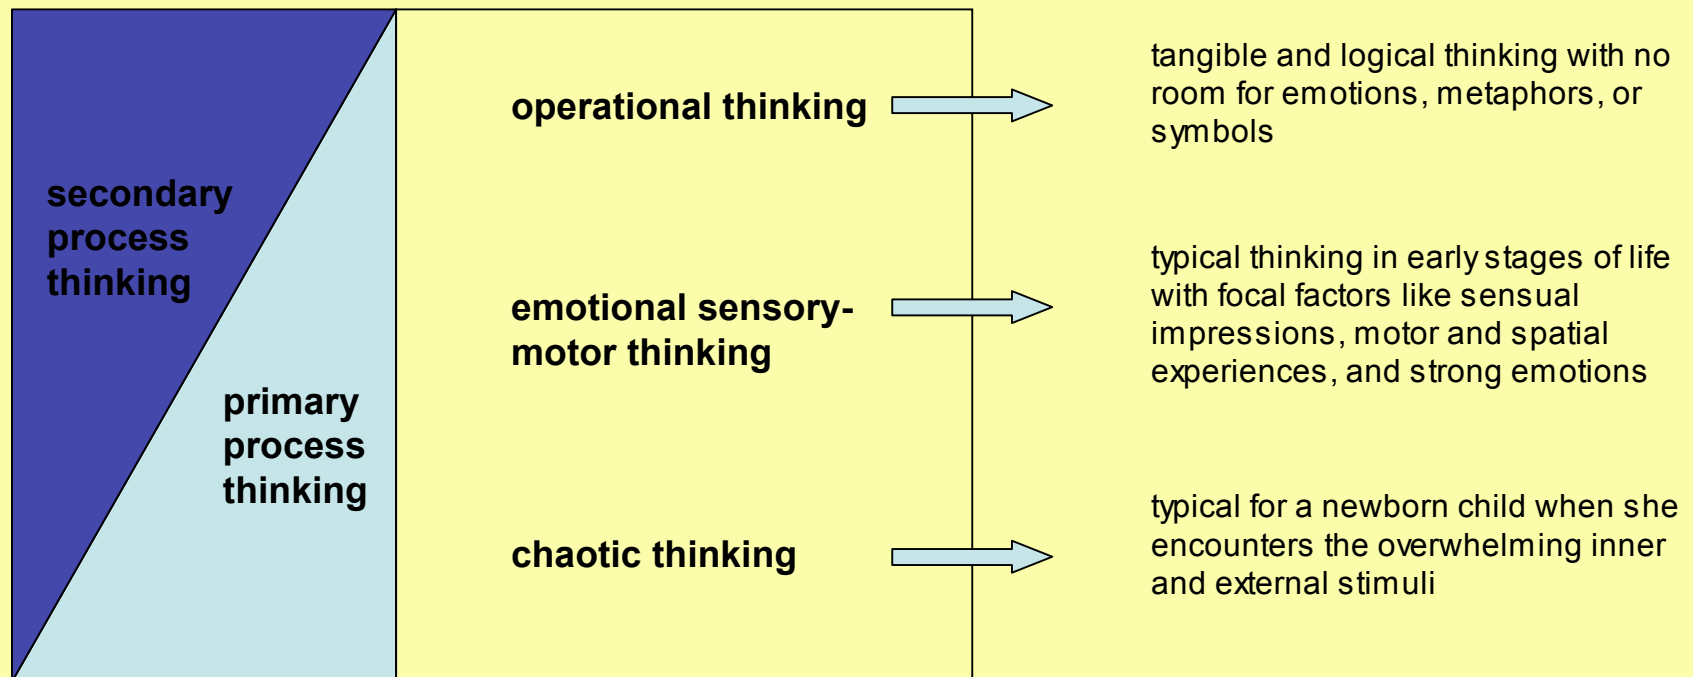 secondary
process
thinking
primary
process
thinking
operational thinking
tangible and logical thinking with no
room for emotions, metaphors, or
symbols
emotional sensory-
motor thinking
typical thinking in early stages of life
with focal factors like sensual
impressions, motor and spatial
experiences, and strong emotions
chaotic thinking
typical for a newborn child when she
encounters the overwhelming inner
and external stimuli